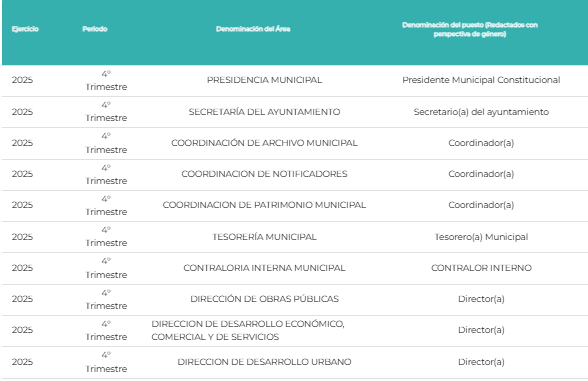 Ejercicio Periodo Denominación del Área Denominación del puesto (Redactados con
perspectiva de género)
2025 4° Trimestre PRESIDENCIA MUNICIPAL Presidente Municipal Constitucional
2025 4° Trimestre SECRETARÍA DEL AYUNTAMIENTO Secretario(a) del ayuntamiento
2025 4° Trimestre COORDINACIÓN DE ARCHIVO MUNICIPAL Coordinador(a)
2025 4° Trimestre COORDINACION DE NOTIFICADORES Coordinador(a)
2025 4° Trimestre COORDINACION DE PATRIMONIO MUNICIPAL Coordinador(a)
2025 4° Trimestre TESORERÍA MUNICIPAL Tesorero(a) Municipal
2025 4° Trimestre CONTRALORIA INTERNA MUNICIPAL CONTRALOR INTERNO
2025 4° Trimestre DIRECCIÓN DE OBRAS PÚBLICAS Director(a)
2025 4° Trimestre DIRECCION DE DESARROLLO ECONÓMICO,
COMERCIAL Y DE SERVICIOS Director(a)
2025 4° Trimestre DIRECCION DE DESARROLLO URBANO Director(a)